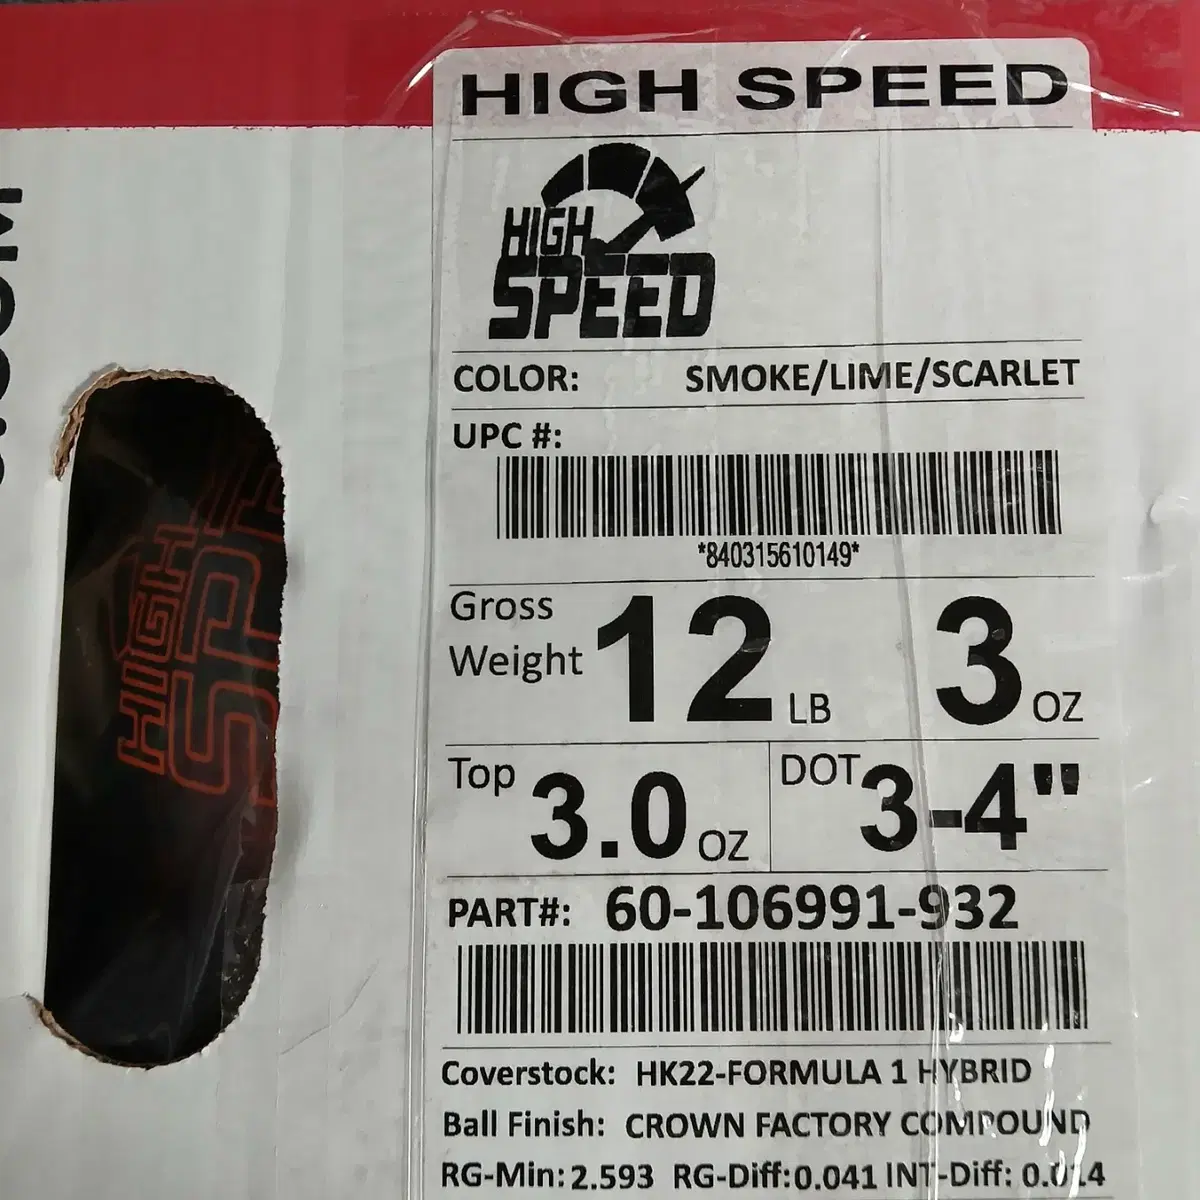 HIGH SPEED
HIGH
SPEED
COLOR: SMOKE/LIME/SCARLET
UPC #:
*840315610149*
Gross Weight 12 LB 3 OZ
Top 3.0 OZ DOT 3-4"
PART#: 60-106991-932
Coverstock: HK22-FORMULA 1 HYBRID
Ball Finish: CROWN FACTORY COMPOUND
RG-Min: 2.593 RG-Diff: 0.041 INT-Diff: 0.014
HIGH
SPE